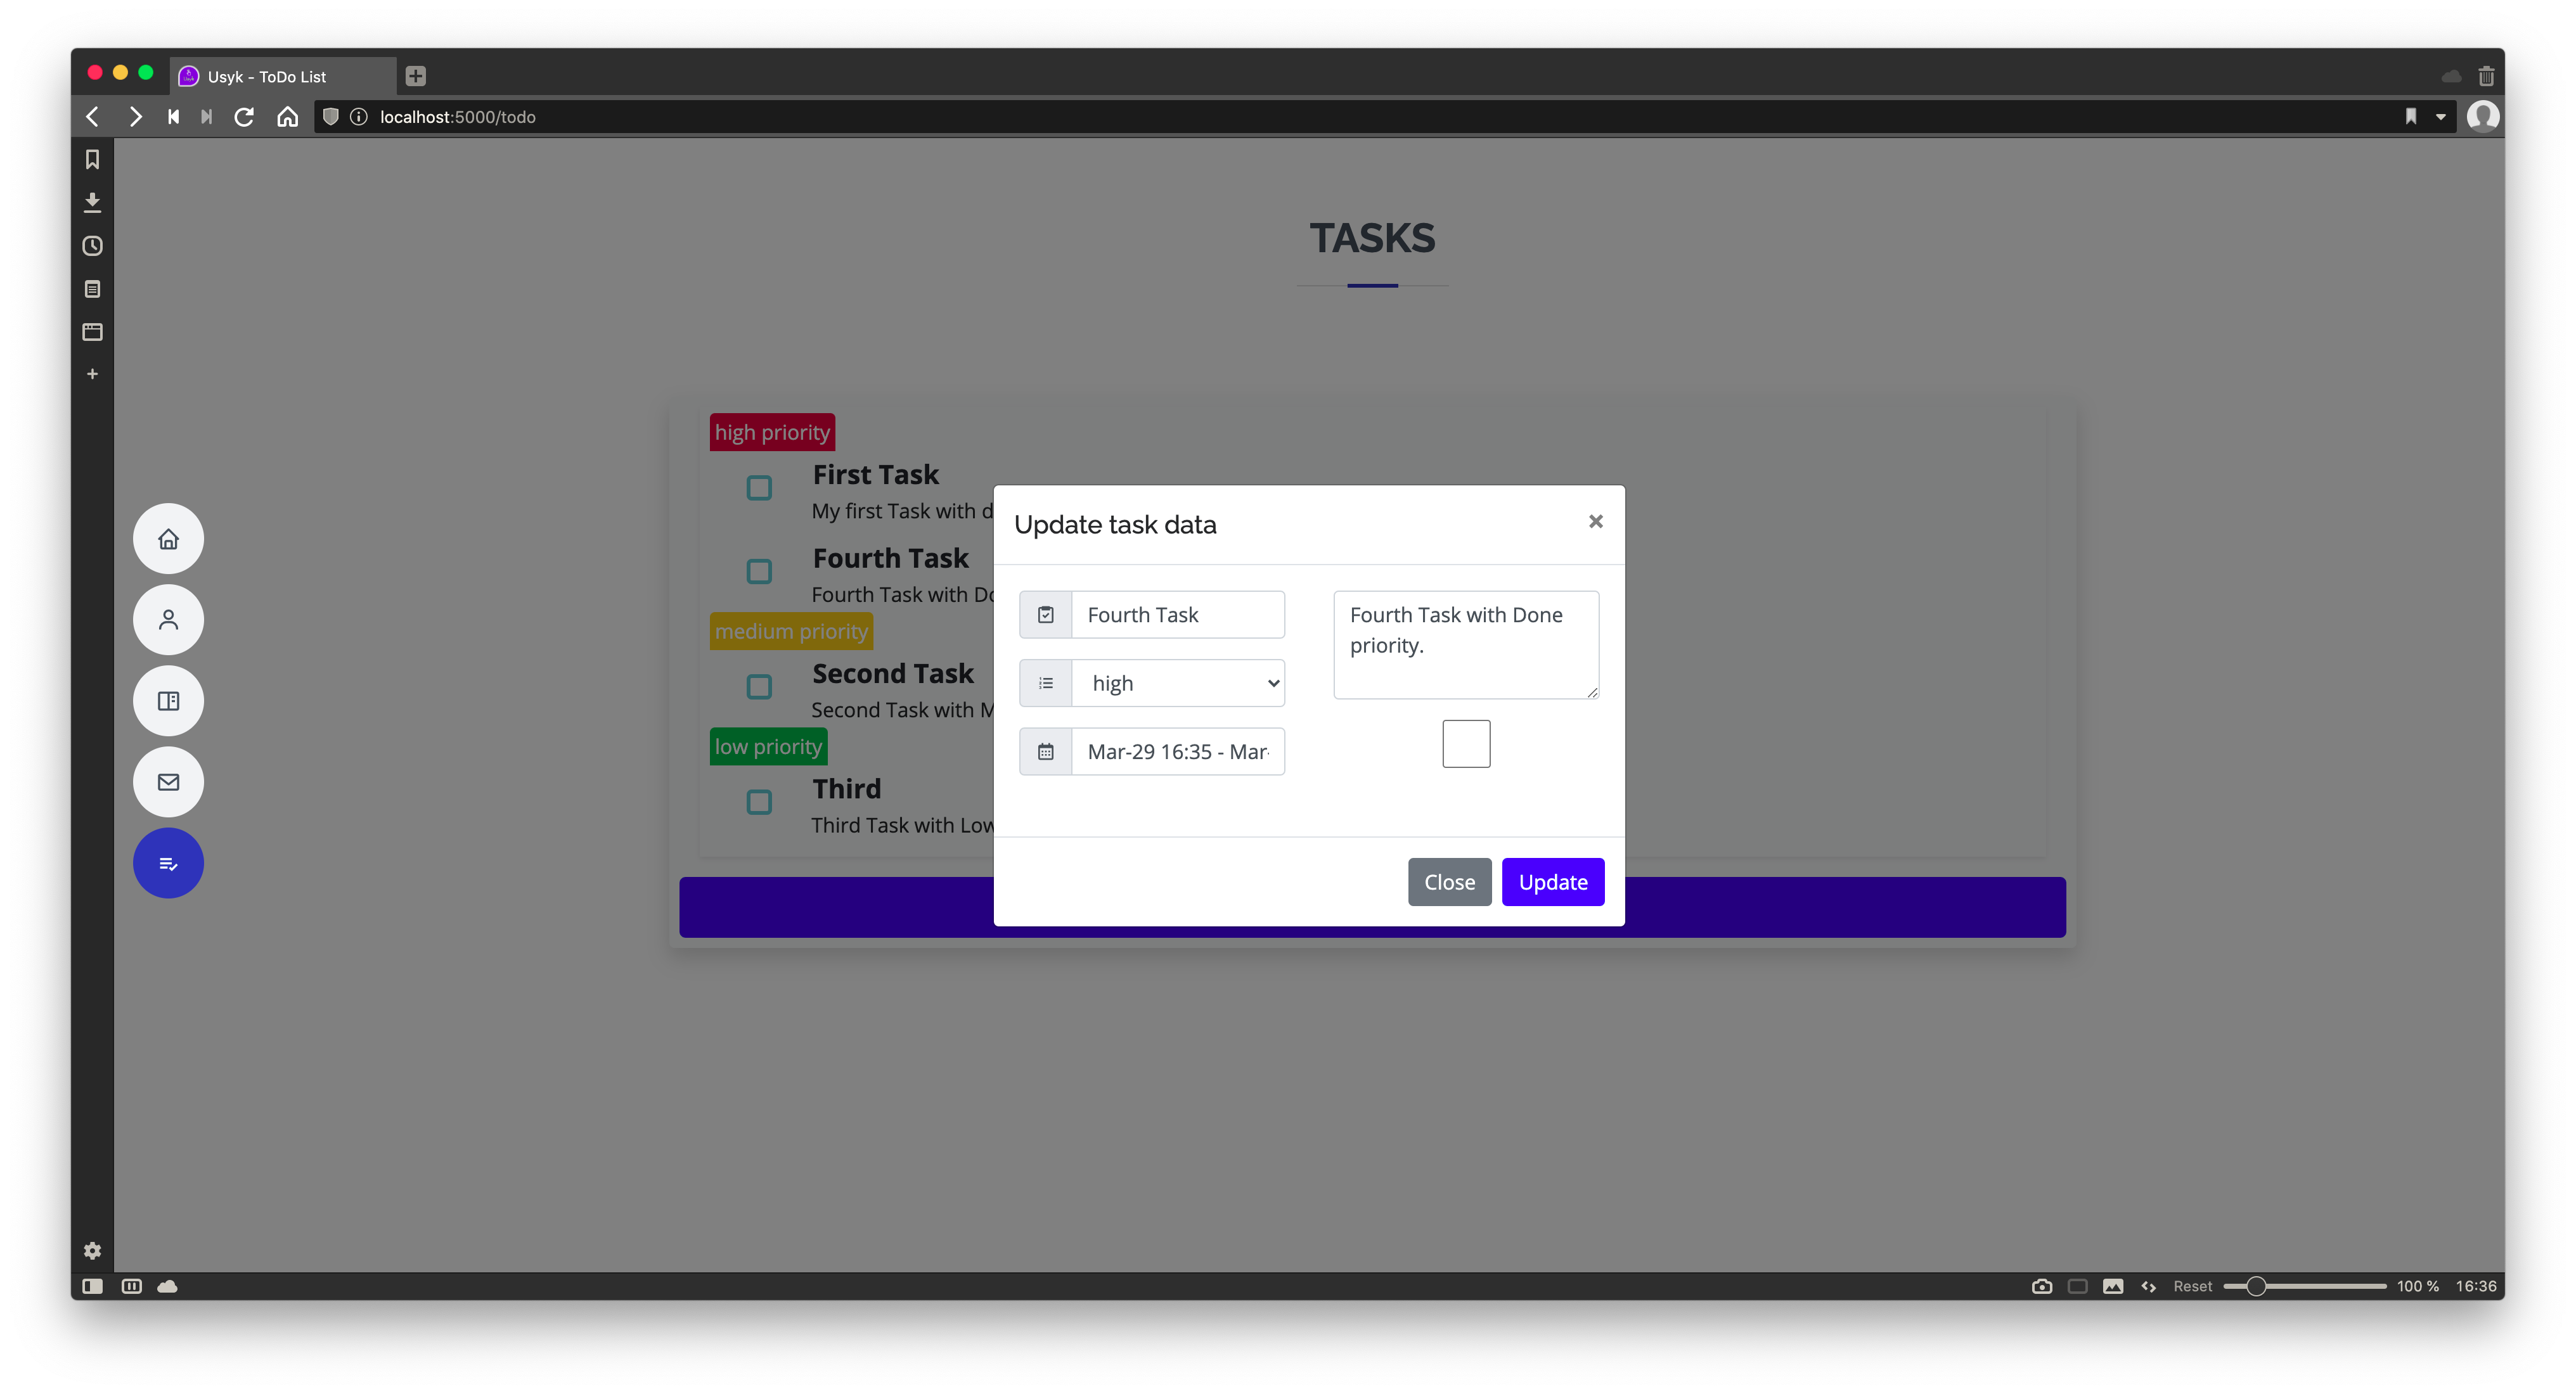 Usyk - ToDo List
localhost:5000/todo
TASKS
high priority
First Task
My first Task with d
Fourth Task
Fourth Task with Do
medium priority
Second Task
Second Task with M
low priority
Third
Third Task with Low
Update task data
Fourth Task
high
Mar-29 16:35 - Mar-
Fourth Task with Done
priority.
Close
Update
Reset
100 %
16:36